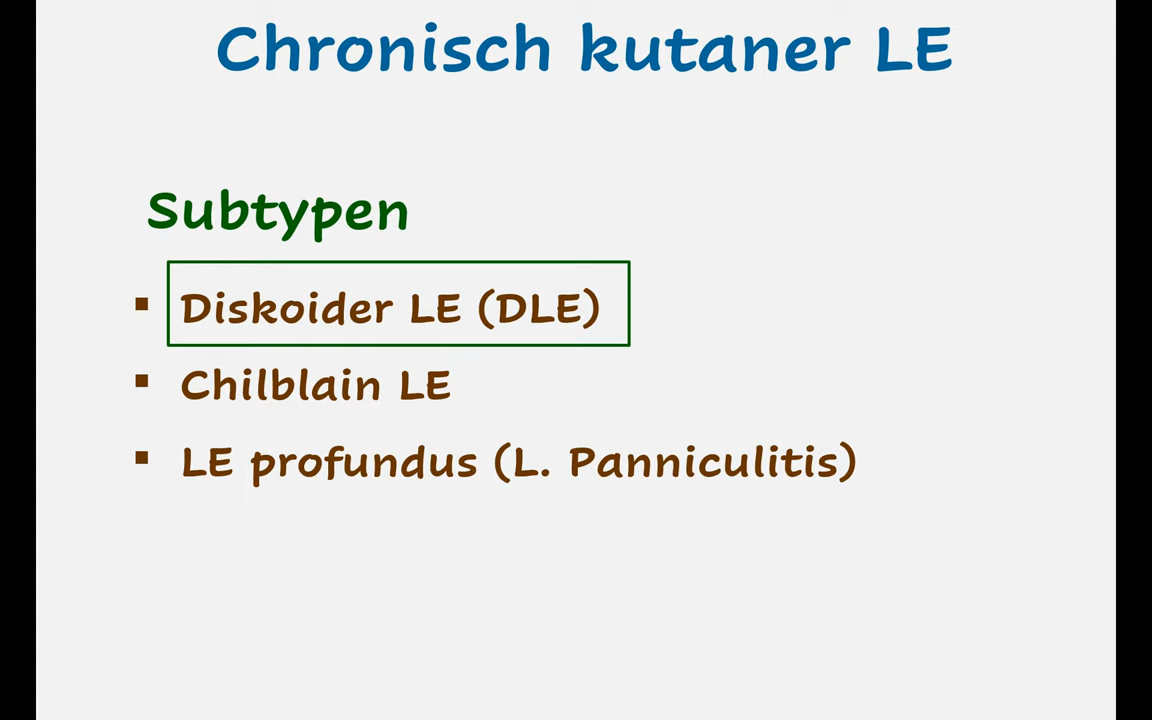 Chronisch kutaner LE
Subtypen
▪ Diskoider LE (DLE)
▪ Chilblain LE
▪ LE profundus (L. Panniculitis)